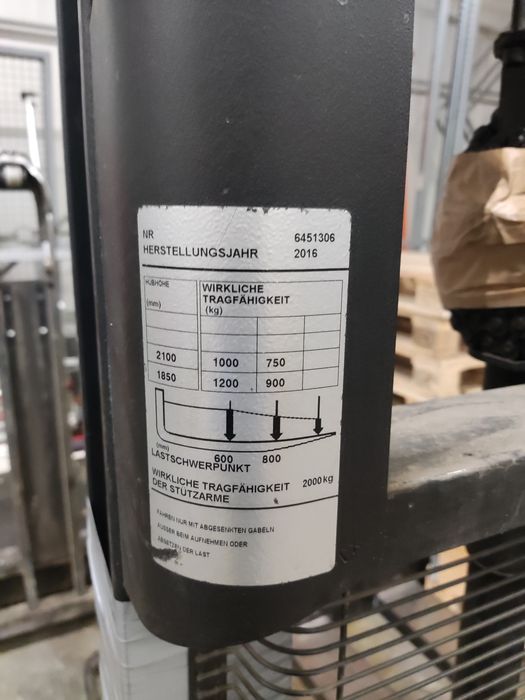 NR 6451306
HERSTELLUNGSJAHR 2016
HUBHÖHE WIRKLICHE
TRAGFÄHIGKEIT
(mm) (kg)
2100 1000 750
1850 1200 900
(mm) 600 800
LASTSCHWERPUNKT
WIRKLICHE TRAGFÄHIGKEIT 2000 kg
DER STÜTZARME
FAHREN NUR MIT ABGESENKTEN GABELN
AUSSER BEIM AUFNEHMEN ODER
ABSETZEN DER LAST